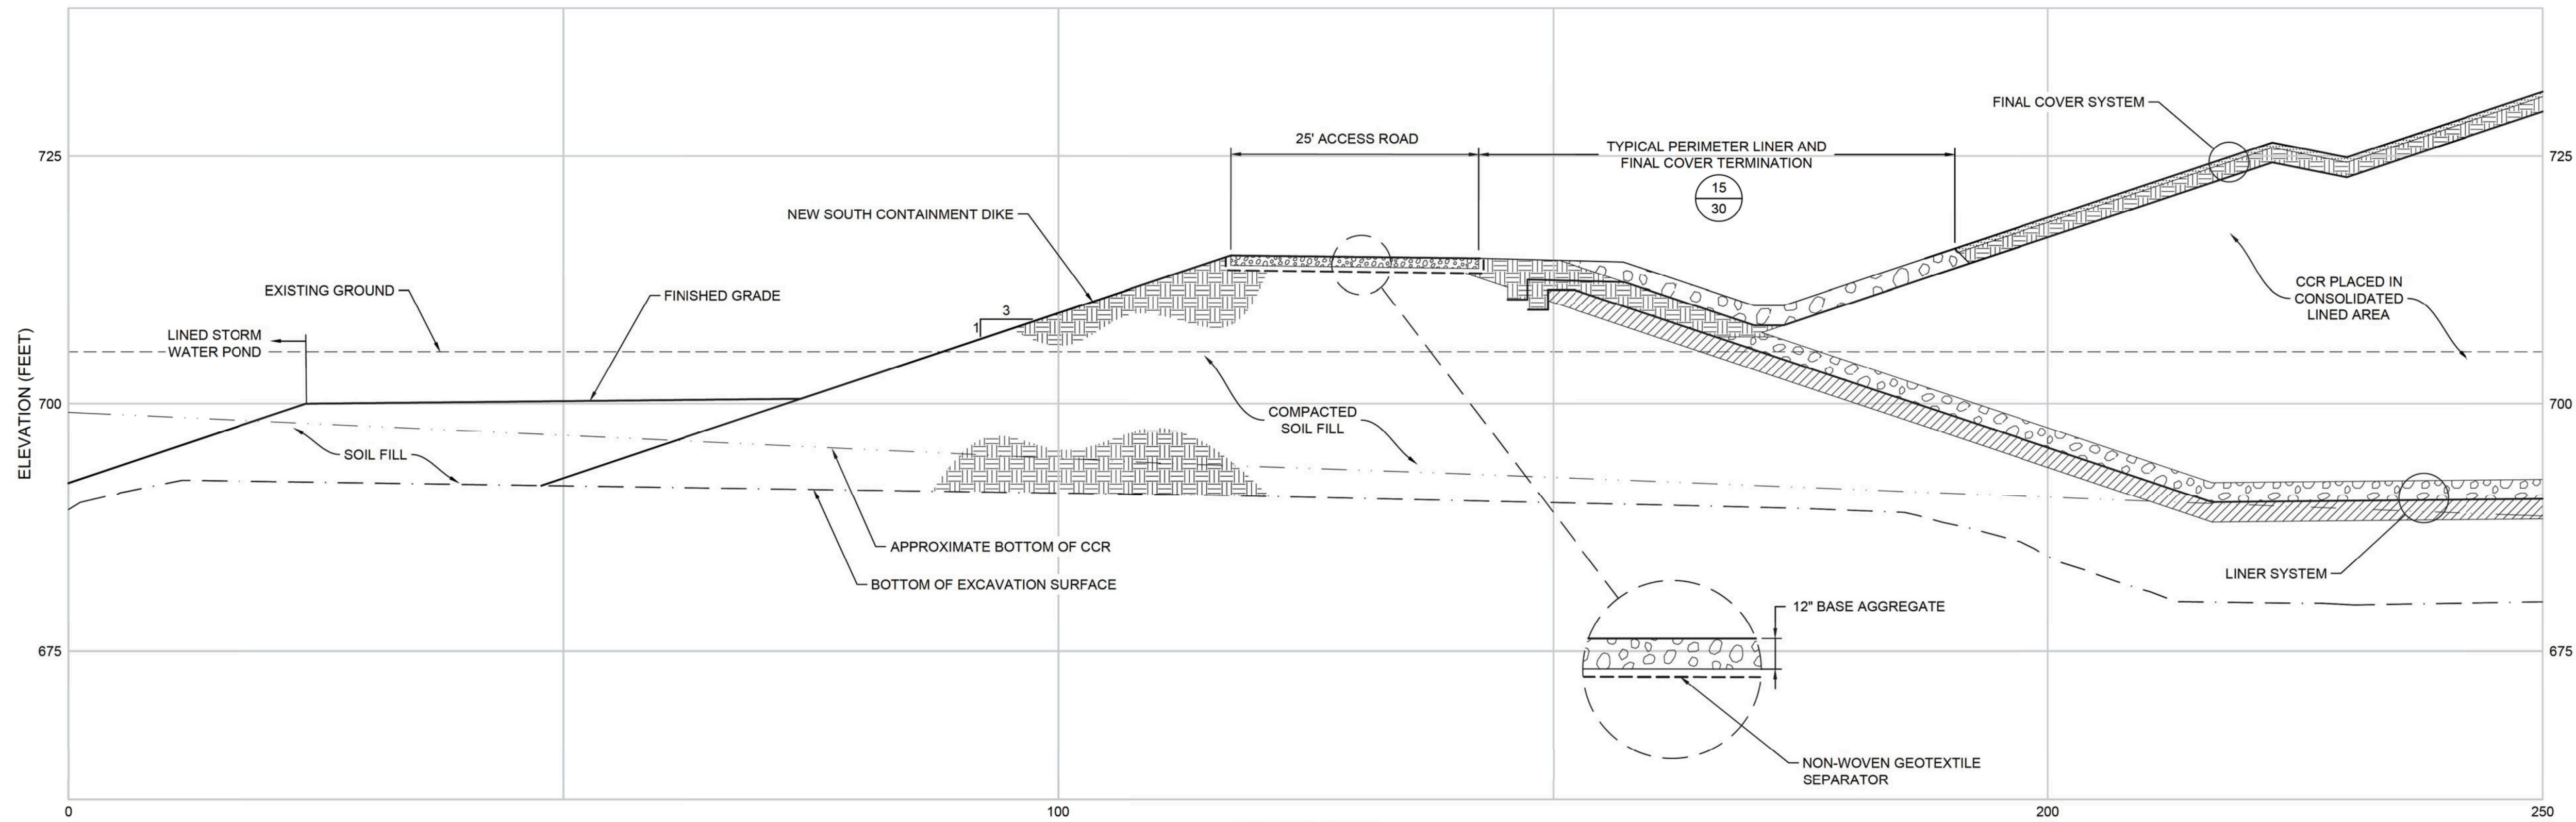 725
700
675
ELEVATION (FEET)
725
700
675
0
100
200
250
LINED STORM
WATER POND
EXISTING GROUND
FINISHED GRADE
SOIL FILL
NEW SOUTH CONTAINMENT DIKE
3
1
25' ACCESS ROAD
TYPICAL PERIMETER LINER AND
FINAL COVER TERMINATION
15
30
FINAL COVER SYSTEM
CCR PLACED IN
CONSOLIDATED
LINED AREA
COMPACTED
SOIL FILL
APPROXIMATE BOTTOM OF CCR
BOTTOM OF EXCAVATION SURFACE
LINER SYSTEM
12" BASE AGGREGATE
NON-WOVEN GEOTEXTILE
SEPARATOR